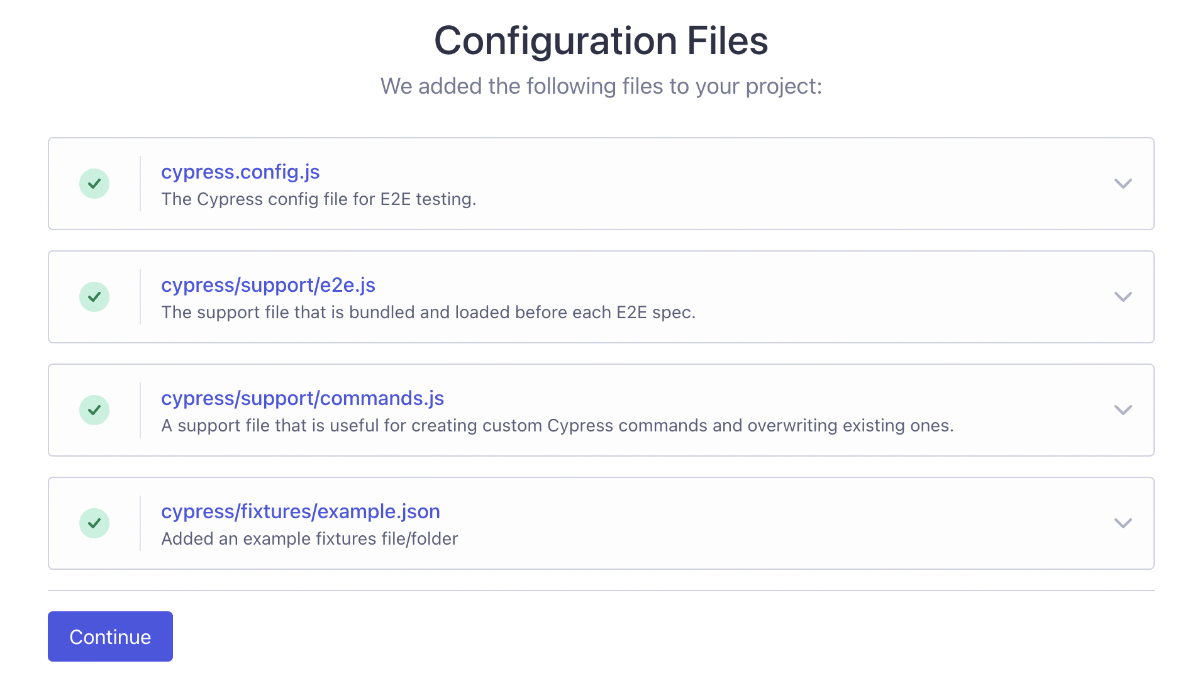 Configuration Files
We added the following files to your project:
cypress.config.js
The Cypress config file for E2E testing.
cypress/support/e2e.js
The support file that is bundled and loaded before each E2E spec.
cypress/support/commands.js
A support file that is useful for creating custom Cypress commands and overwriting existing ones.
cypress/fixtures/example.json
Added an example fixtures file/folder
Continue